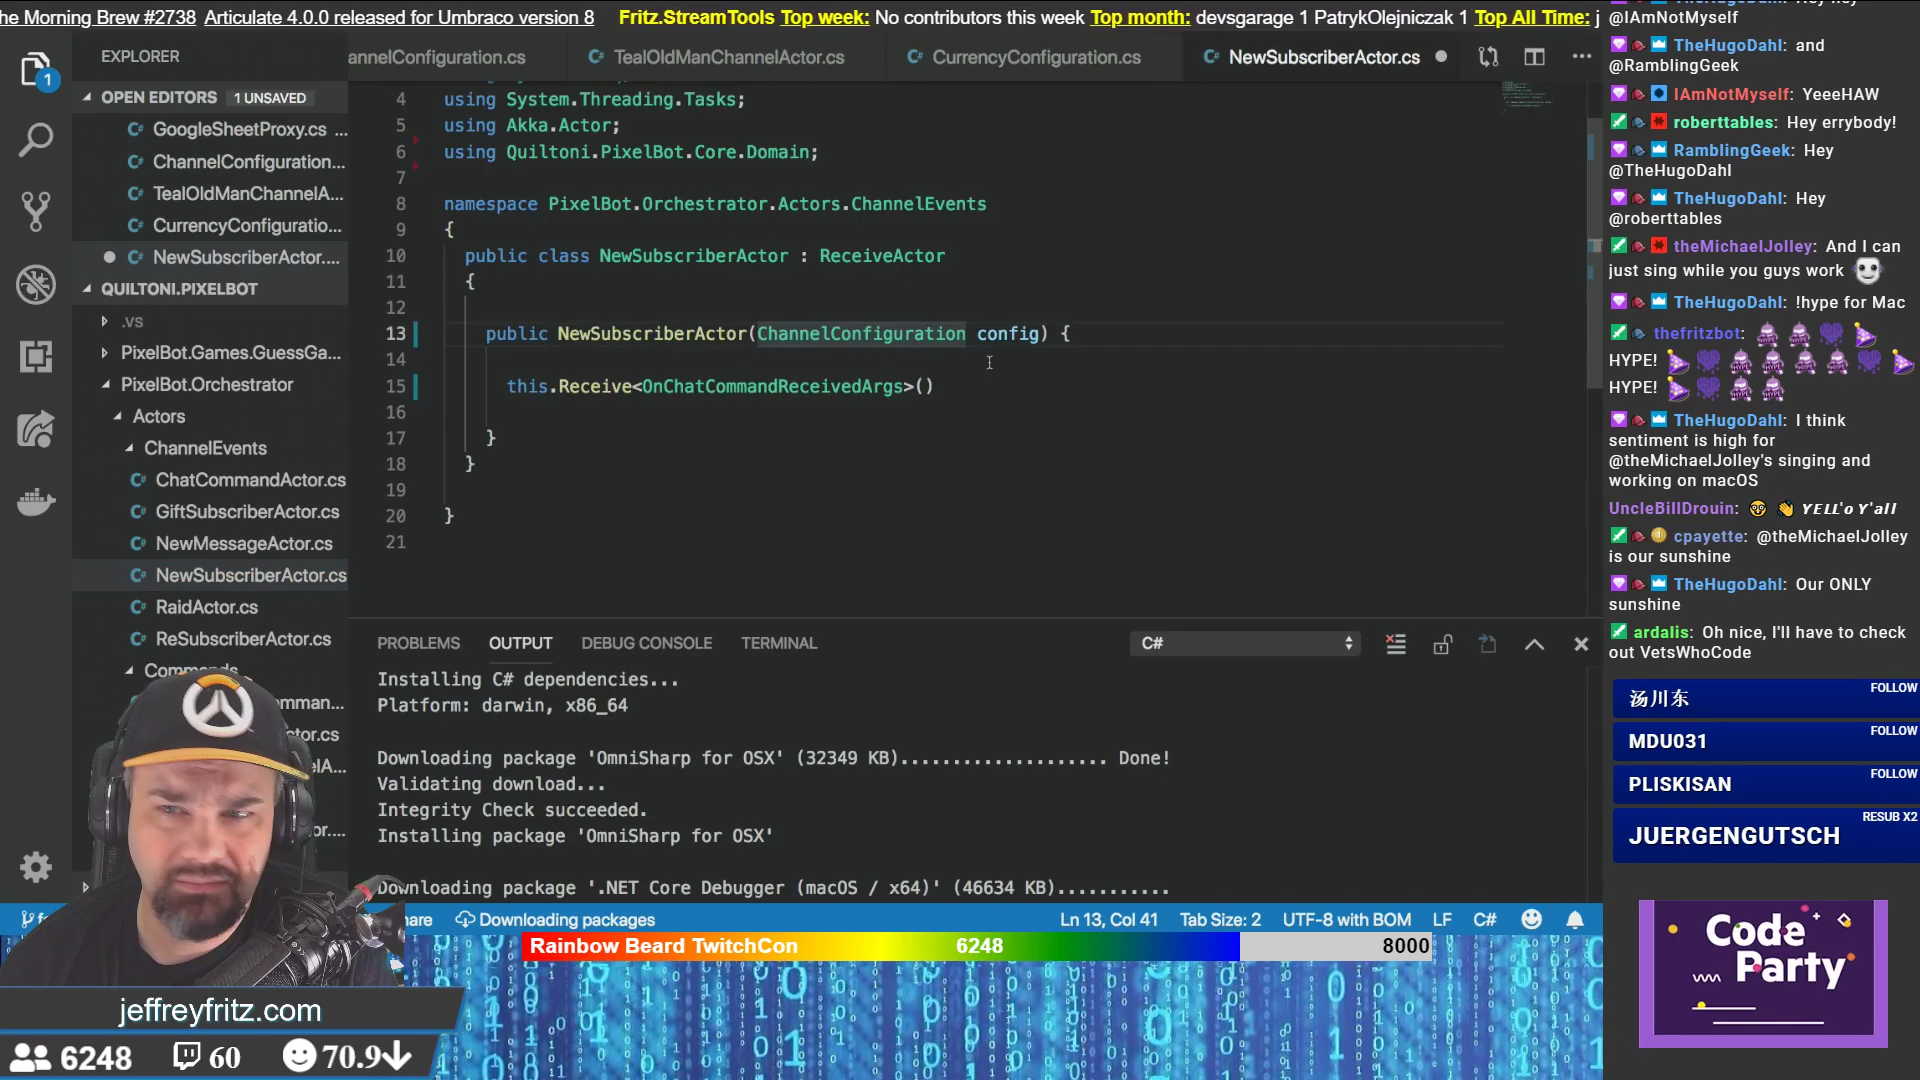 he Morning Brew #2738 Articulate 4.0.0 released for Umbraco version 8 Fritz.StreamTools Top week: No contributors this week Top month: devsgarage 1 PatrykOlejniczak 1 Top All Time: j
EXPLORER
OPEN EDITORS 1 UNSAVED
GoogleSheetProxy.cs ...
ChannelConfiguration...
TealOldManChannelA...
CurrencyConfiguratio...
NewSubscriberActor....
QUILTONI.PIXELBOT
.vs
PixelBot.Games.GuessGa...
PixelBot.Orchestrator
Actors
ChannelEvents
ChatCommandActor.cs
GiftSubscriberActor.cs
NewMessageActor.cs
NewSubscriberActor.cs
RaidActor.cs
ReSubscriberActor.cs
Commands
mman...
tor.cs
lA...
or....
annelConfiguration.cs
TealOldManChannelActor.cs
CurrencyConfiguration.cs
NewSubscriberActor.cs
4 using System.Threading.Tasks;
5 using Akka.Actor;
6 using Quiltoni.PixelBot.Core.Domain;
7
8 namespace PixelBot.Orchestrator.Actors.ChannelEvents
9 {
10 public class NewSubscriberActor : ReceiveActor
11 {
12
13 public NewSubscriberActor(ChannelConfiguration config) {
14
15 this.Receive<OnChatCommandReceivedArgs>()
16
17 }
18 }
19
20 }
21
PROBLEMS OUTPUT DEBUG CONSOLE TERMINAL C#
Installing C# dependencies...
Platform: darwin, x86_64
Downloading package 'OmniSharp for OSX' (32349 KB).................... Done!
Validating download...
Integrity Check succeeded.
Installing package 'OmniSharp for OSX'
Downloading package '.NET Core Debugger (macOS / x64)' (46634 KB)...........
hare Downloading packages Ln 13, Col 41 Tab Size: 2 UTF-8 with BOM LF C#
Rainbow Beard TwitchCon 6248 8000
jeffreyfritz.com
6248 60 70.9
@IAmNotMyself
TheHugoDahl: and
@RamblingGeek
IAmNotMyself: YeeeHAW
roberttables: Hey errybody!
RamblingGeek: Hey
@TheHugoDahl
TheHugoDahl: Hey
@roberttables
theMichaelJolley: And I can
just sing while you guys work
TheHugoDahl: !hype for Mac
thefritzbot:
HYPE!
HYPE!
TheHugoDahl: I think
sentiment is high for
@theMichaelJolley's singing and
working on macOS
UncleBillDrouin: YELL'o Y'all
cpayette: @theMichaelJolley
is our sunshine
TheHugoDahl: Our ONLY
sunshine
ardalis: Oh nice, I'll have to check
out VetsWhoCode
汤川东 FOLLOW
MDU031 FOLLOW
PLISKISAN FOLLOW
JUERGENGUTSCH RESUB X2
Code
Party